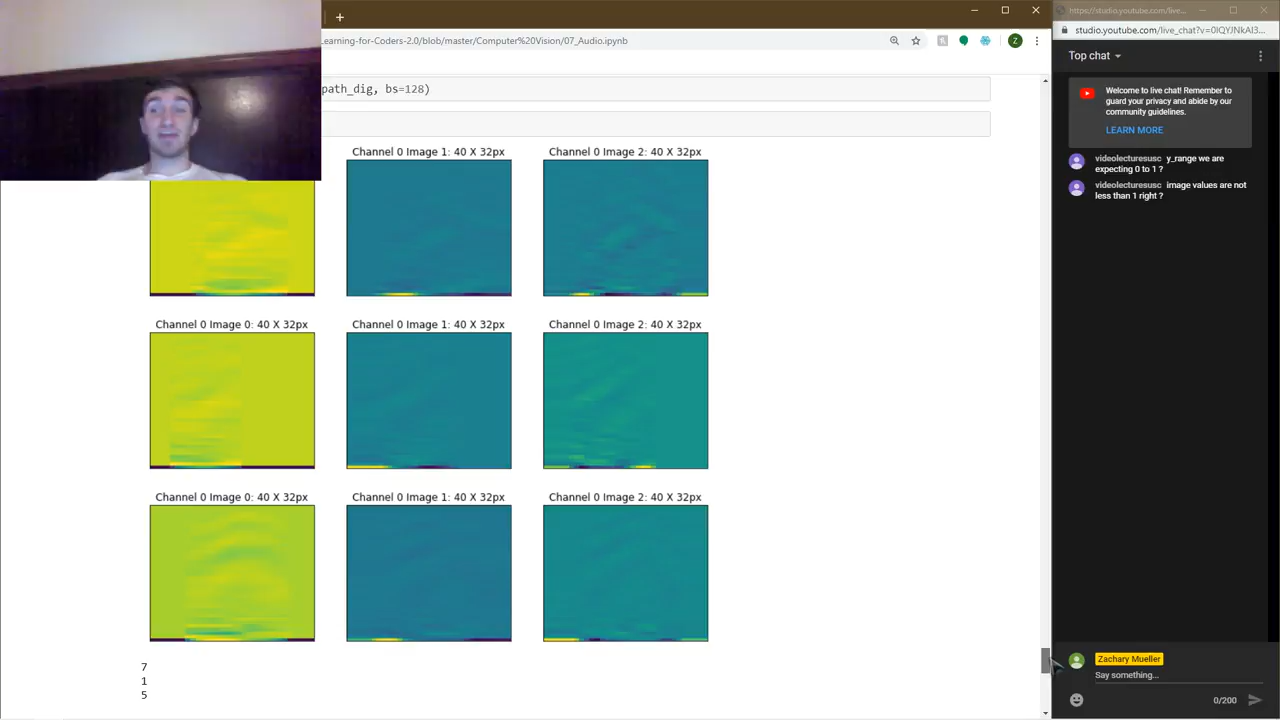 https://studio.youtube.com/live...
Learning-for-Coders-2.0/blob/master/Computer%20Vision/07_Audio.ipynb
studio.youtube.com/live_chat?v=0IQYJNkAI3...
Z
Top chat
path_dig, bs=128)
Welcome to live chat! Remember to
guard your privacy and abide by our
community guidelines.
LEARN MORE
videolecturesusc y_range we are
expecting 0 to 1 ?
videolecturesusc image values are not
less than 1 right ?
Channel 0 Image 1: 40 X 32px
Channel 0 Image 2: 40 X 32px
Channel 0 Image 0: 40 X 32px
Channel 0 Image 1: 40 X 32px
Channel 0 Image 2: 40 X 32px
Channel 0 Image 0: 40 X 32px
Channel 0 Image 1: 40 X 32px
Channel 0 Image 2: 40 X 32px
7
1
5
Zachary Mueller
Say something...
0/200